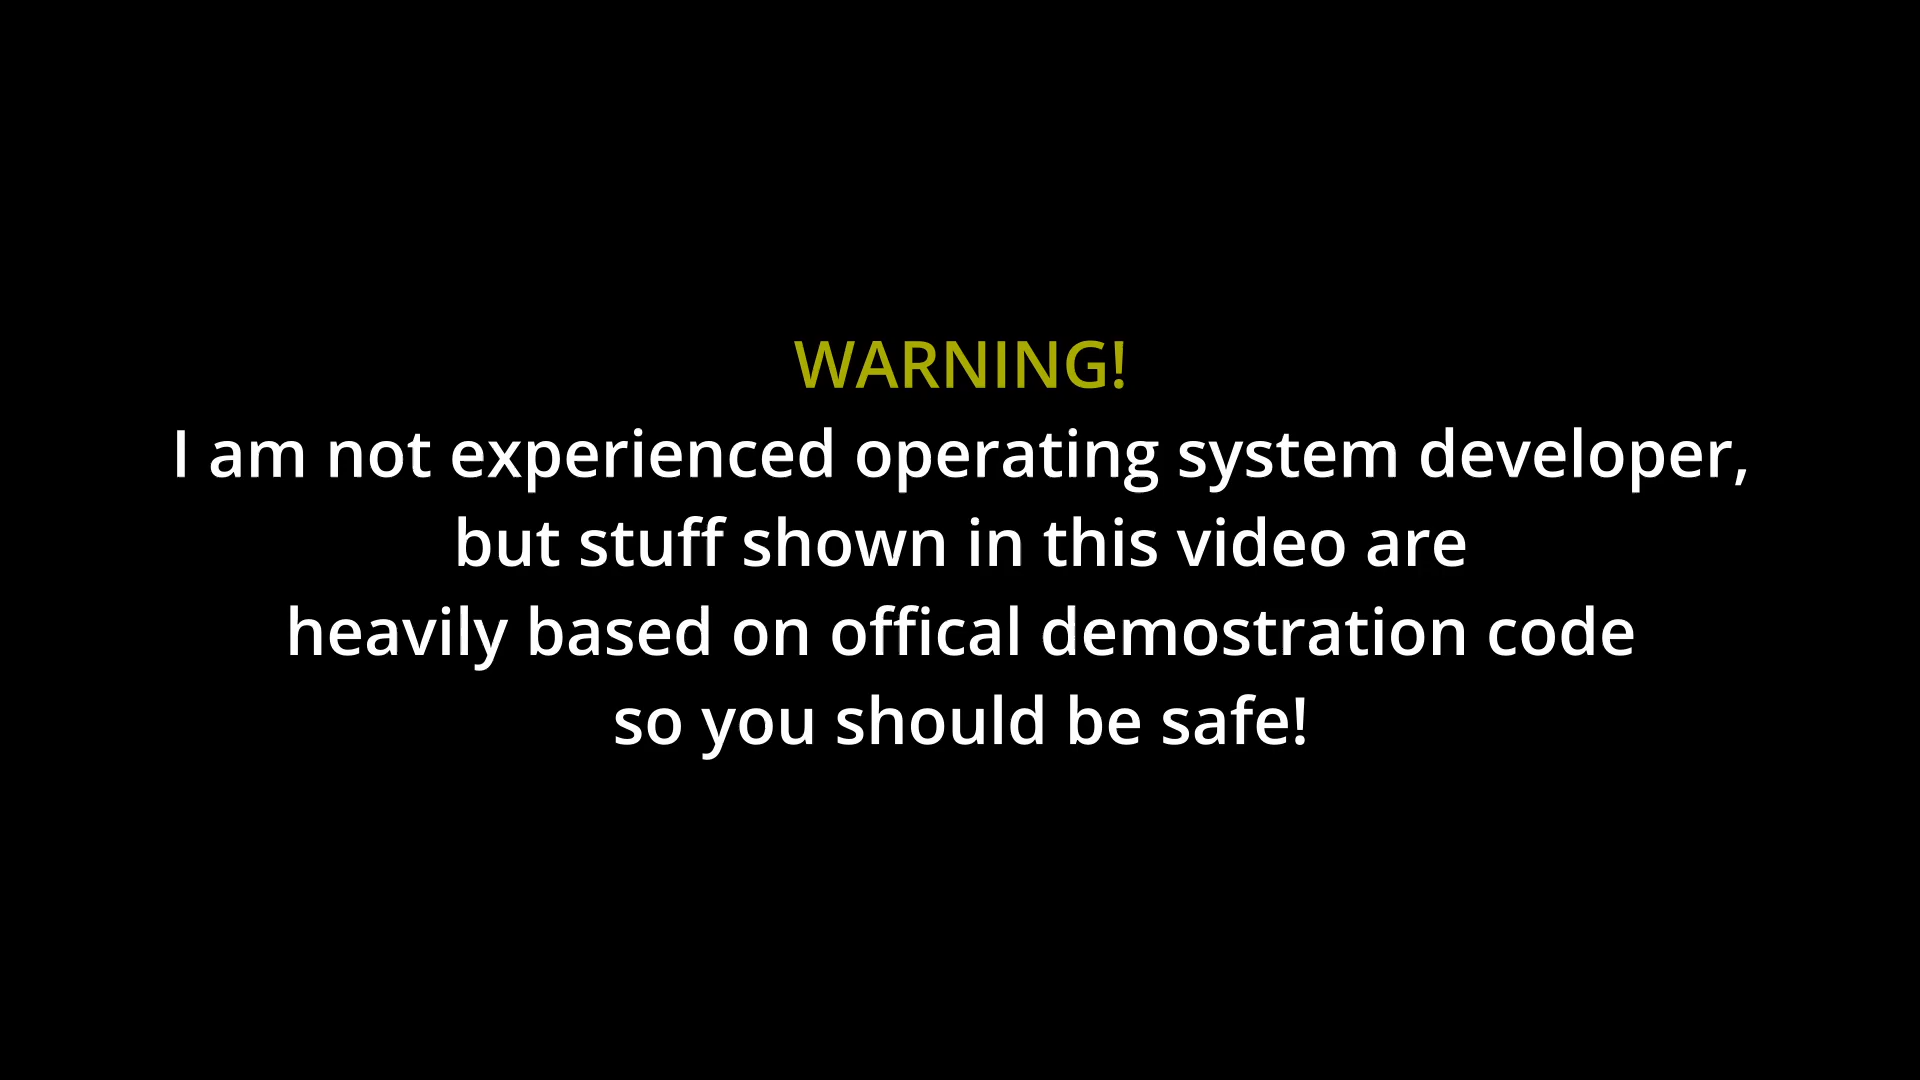 WARNING!
I am not experienced operating system developer,
but stuff shown in this video are
heavily based on offical demostration code
so you should be safe!